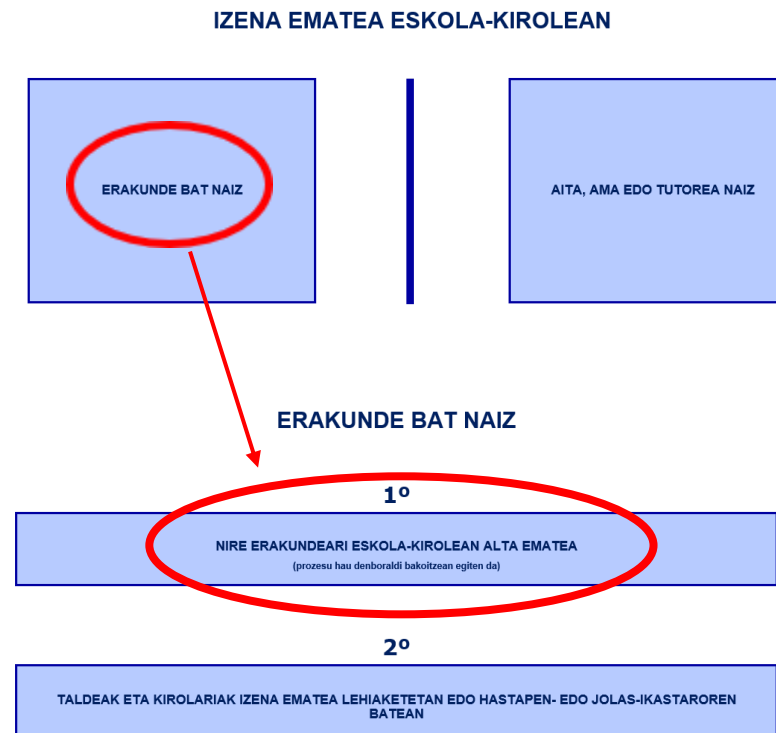 IZENA EMATEA ESKOLA-KIROLEAN
ERAKUNDE BAT NAIZ
AITA, AMA EDO TUTOREA NAIZ
ERAKUNDE BAT NAIZ
1º
NIRE ERAKUNDEARI ESKOLA-KIROLEAN ALTA EMATEA
(prozesu hau denboraldi bakoitzean egiten da)
2º
TALDEAK ETA KIROLARIAK IZENA EMATEA LEHIAKETETAN EDO HASTAPEN- EDO JOLAS-IKASTAROREN
BATEAN